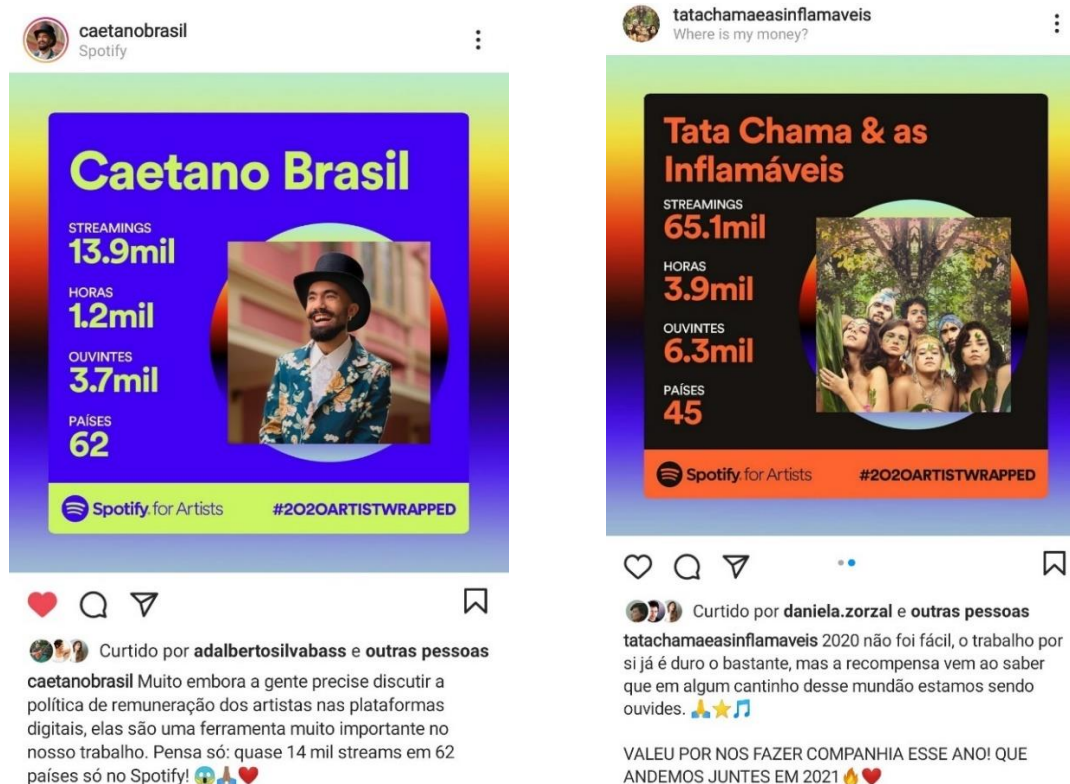 caetanobrasil
Spotify
Caetano Brasil
STREAMINGS
13.9mil
HORAS
1.2mil
OUVINTES
3.7mil
PAÍSES
62
Spotify for Artists #2020ARTISTWRAPPED
Curtido por adalbertosilvabass e outras pessoas
caetanobrasil Muito embora a gente precise discutir a
política de remuneração dos artistas nas plataformas
digitais, elas são uma ferramenta muito importante no
nosso trabalho. Pensa só: quase 14 mil streams em 62
países só no Spotify! 😱🙏🏽❤️
tatachamaeasinflamaveis
Where is my money?
Tata Chama & as
Inflamáveis
STREAMINGS
65.1mil
HORAS
3.9mil
OUVINTES
6.3mil
PAÍSES
45
Spotify for Artists #2020ARTISTWRAPPED
Curtido por daniela.zorzal e outras pessoas
tatachamaeasinflamaveis 2020 não foi fácil, o trabalho por
si já é duro o bastante, mas a recompensa vem ao saber
que em algum cantinho desse mundão estamos sendo
ouvides. 🙏⭐🎵
VALEU POR NOS FAZER COMPANHIA ESSE ANO! QUE
ANDEMOS JUNTES EM 2021🔥❤️